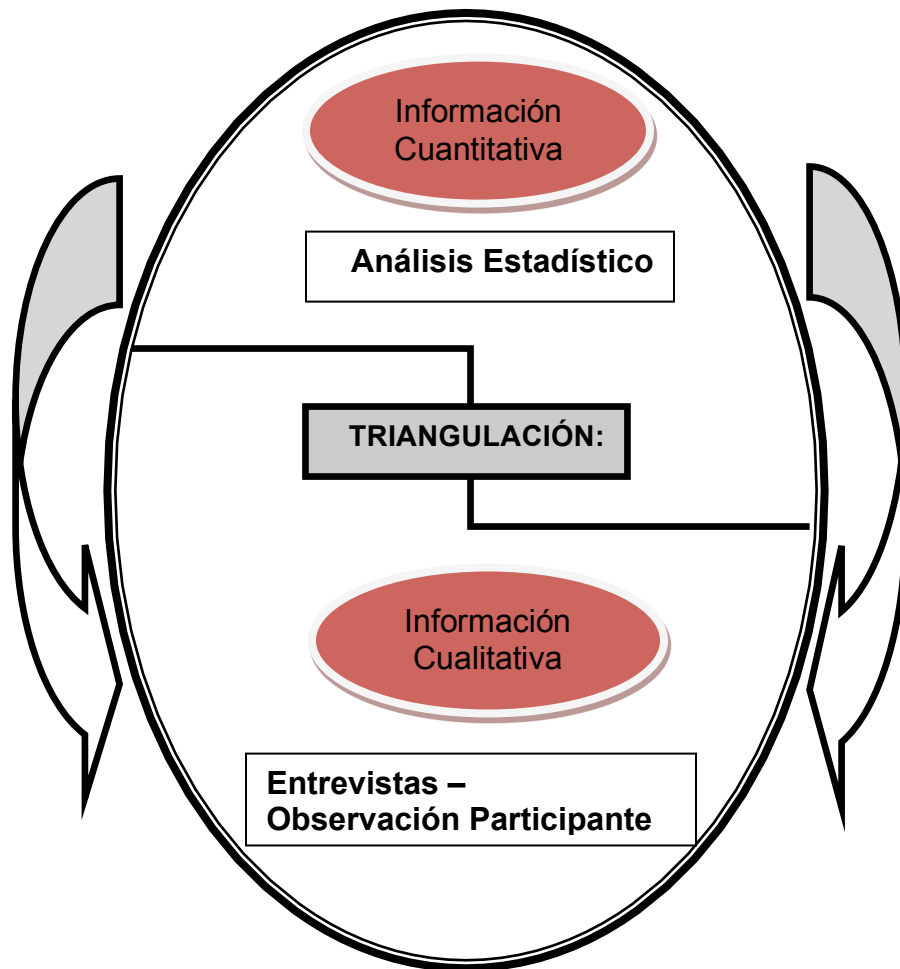 Información
Cuantitativa
Análisis Estadístico
TRIANGULACIÓN:
Información
Cualitativa
Entrevistas –
Observación Participante